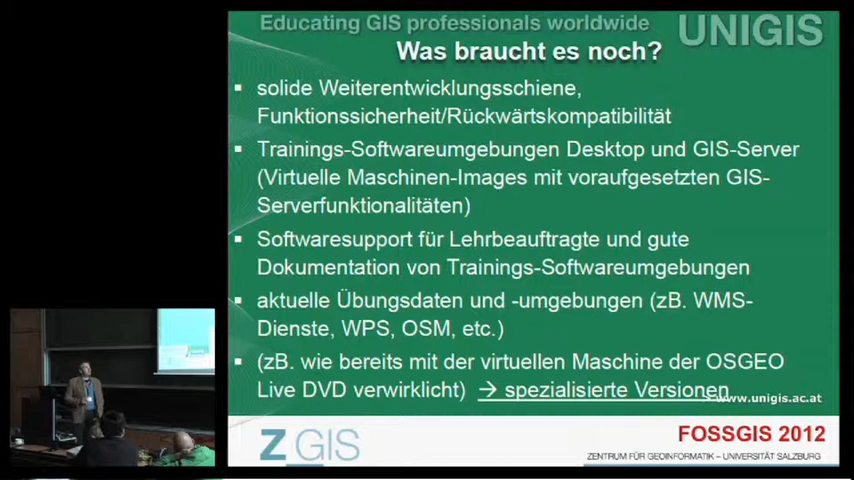 Educating GIS professionals worldwide
UNIGIS
Was braucht es noch?
▪ solide Weiterentwicklungsschiene,
Funktionssicherheit/Rückwärtskompatibilität
▪ Trainings-Softwareumgebungen Desktop und GIS-Server
(Virtuelle Maschinen-Images mit voraufgesetzten GIS-
Serverfunktionalitäten)
▪ Softwaresupport für Lehrbeauftragte und gute
Dokumentation von Trainings-Softwareumgebungen
▪ aktuelle Übungsdaten und -umgebungen (zB. WMS-
Dienste, WPS, OSM, etc.)
▪ (zB. wie bereits mit der virtuellen Maschine der OSGEO
Live DVD verwirklicht) → spezialisierte Versionen
www.unigis.ac.at
Z_GIS
FOSSGIS 2012
ZENTRUM FÜR GEOINFORMATIK – UNIVERSITÄT SALZBURG